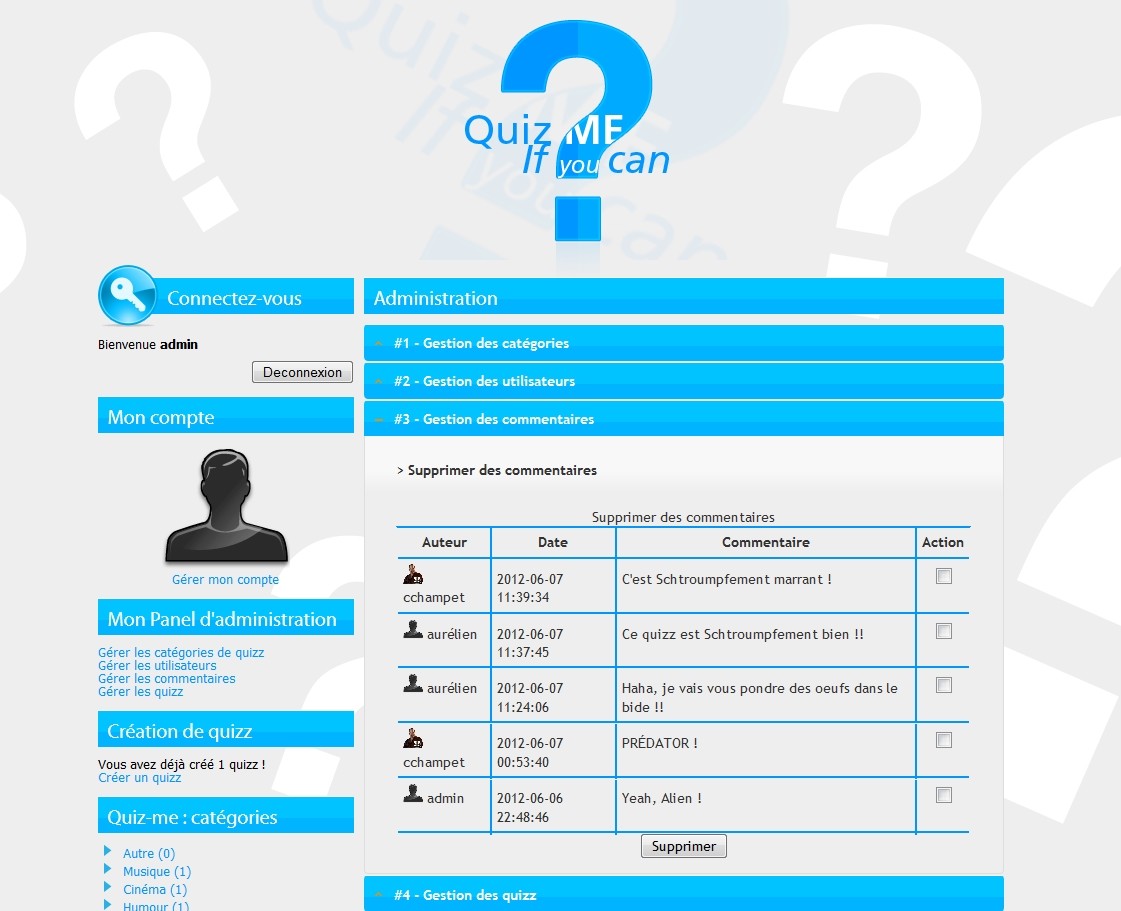 Quiz ME
If you can
Connectez-vous
Bienvenue admin
Deconnexion
Mon compte
Gérer mon compte
Mon Panel d'administration
Gérer les catégories de quizz
Gérer les utilisateurs
Gérer les commentaires
Gérer les quizz
Création de quizz
Vous avez déjà créé 1 quizz !
Créer un quizz
Quiz-me : catégories
Autre (0)
Musique (1)
Cinéma (1)
Humour (1)
Administration
#1 - Gestion des catégories
#2 - Gestion des utilisateurs
#3 - Gestion des commentaires
> Supprimer des commentaires
Supprimer des commentaires
Auteur Date Commentaire Action
cchampet 2012-06-07 11:39:34 C'est Schtroumpfement marrant !
aurélien 2012-06-07 11:37:45 Ce quizz est Schtroumpfement bien !!
aurélien 2012-06-07 11:24:06 Haha, je vais vous pondre des oeufs dans le
bide !!
cchampet 2012-06-07 00:53:40 PRÉDATOR !
admin 2012-06-06 22:48:46 Yeah, Alien !
Supprimer
#4 - Gestion des quizz